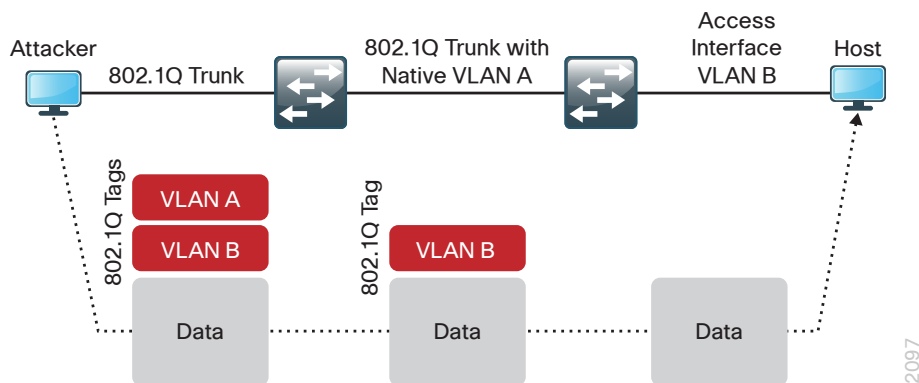 Attacker
802.1Q Trunk
802.1Q Trunk with
Native VLAN A
Access
Interface
VLAN B
Host
802.1Q Tags
VLAN A
VLAN B
Data
802.1Q Tag
VLAN B
Data
Data
2097